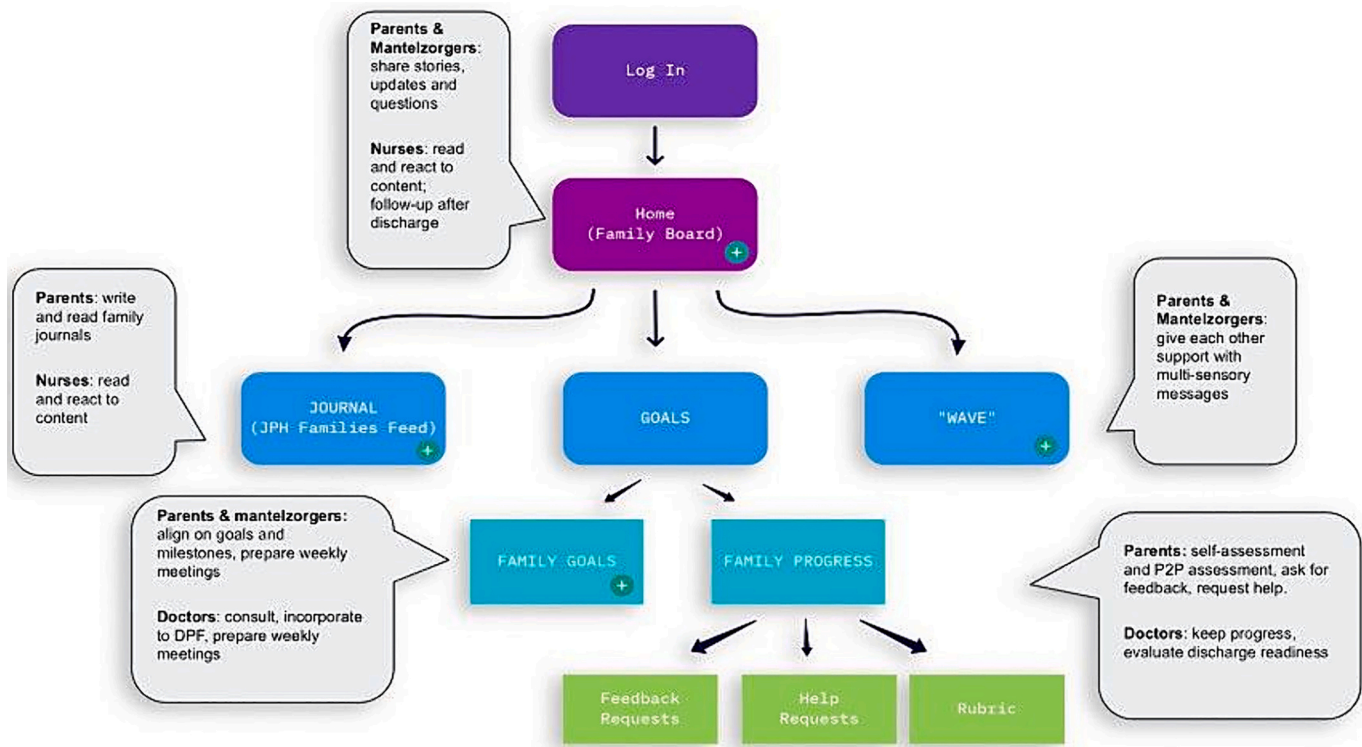 Parents &
Mantelzorgers:
share stories,
updates and
questions
Nurses: read
and react to
content;
follow-up after
discharge
Log In
Home
(Family Board)
+
Parents: write
and read family
journals
Nurses: read
and react to
content
JOURNAL
(JPH Families Feed)
+
GOALS
"WAVE"
+
Parents &
Mantelzorgers:
give each other
support with
multi-sensory
messages
Parents & mantelzorgers:
align on goals and
milestones, prepare weekly
meetings
Doctors: consult, incorporate
to DPF, prepare weekly
meetings
FAMILY GOALS
+
FAMILY PROGRESS
Parents: self-assessment
and P2P assessment, ask for
feedback, request help.
Doctors: keep progress,
evaluate discharge readiness
Feedback
Requests
Help
Requests
Rubric